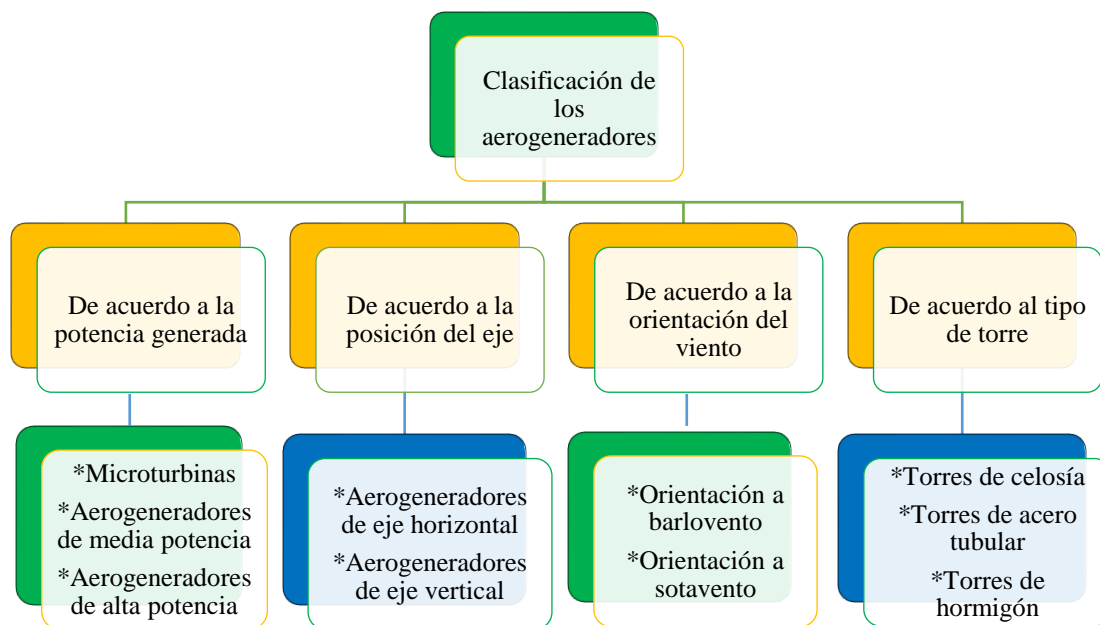 Clasificación de
los
aerogeneradores
De acuerdo a la
potencia generada
De acuerdo a la
posición del eje
De acuerdo a la
orientación del
viento
De acuerdo al tipo
de torre
*Microturbinas
*Aerogeneradores
de media potencia
*Aerogeneradores
de alta potencia
*Aerogeneradores
de eje horizontal
*Aerogeneradores
de eje vertical
*Orientación a
barlovento
*Orientación a
sotavento
*Torres de celosía
*Torres de acero
tubular
*Torres de
hormigón